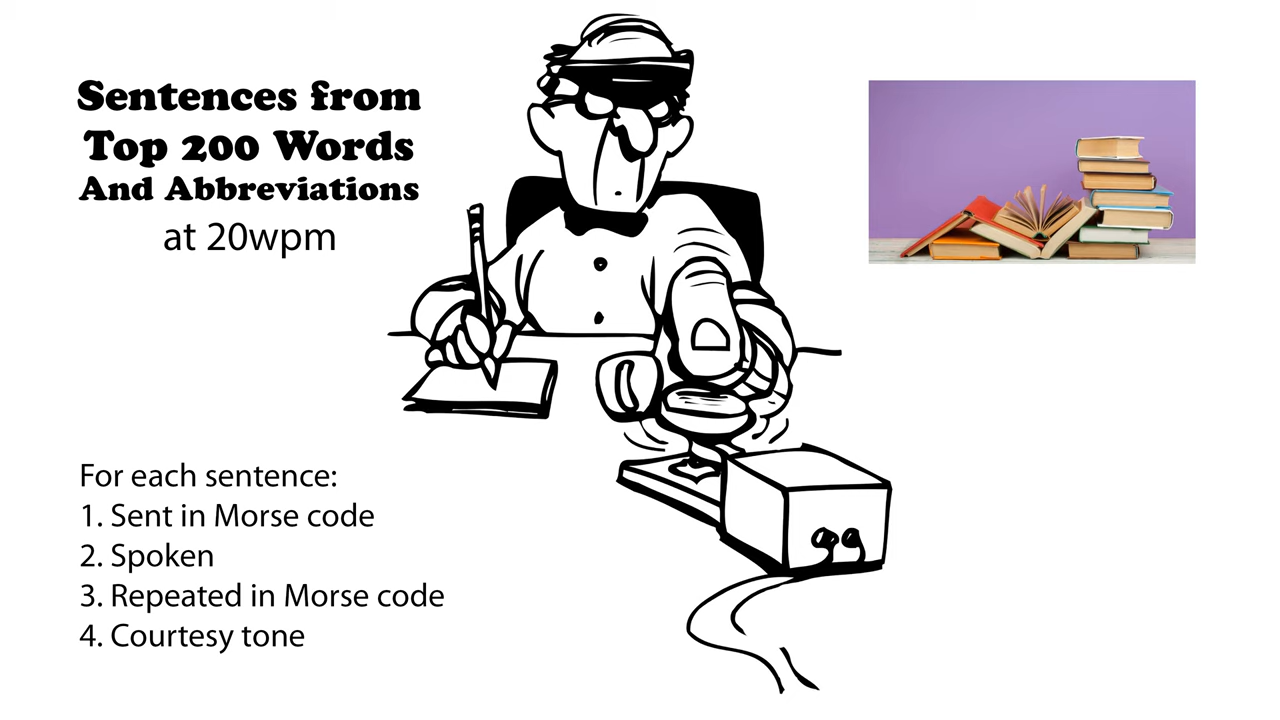 Sentences from
Top 200 Words
And Abbreviations
at 20wpm
For each sentence:
1. Sent in Morse code
2. Spoken
3. Repeated in Morse code
4. Courtesy tone